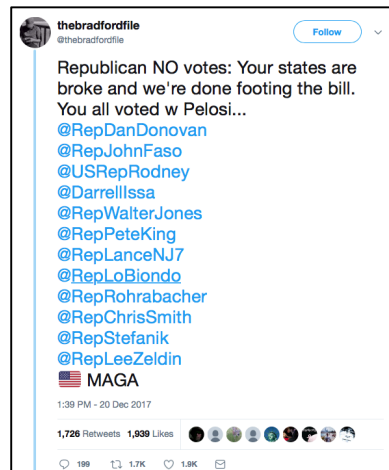 thebradfordfile
@thebradfordfile
Follow
Republican NO votes: Your states are
broke and we're done footing the bill.
You all voted w Pelosi...
@RepDanDonovan
@RepJohnFaso
@USRepRodney
@DarrellIssa
@RepWalterJones
@RepPeteKing
@RepLanceNJ7
@RepLoBiondo
@RepRohrabacher
@RepChrisSmith
@RepStefanik
@RepLeeZeldin
🇺🇸 MAGA
1:39 PM - 20 Dec 2017
1,726 Retweets 1,939 Likes
199 1.7K 1.9K